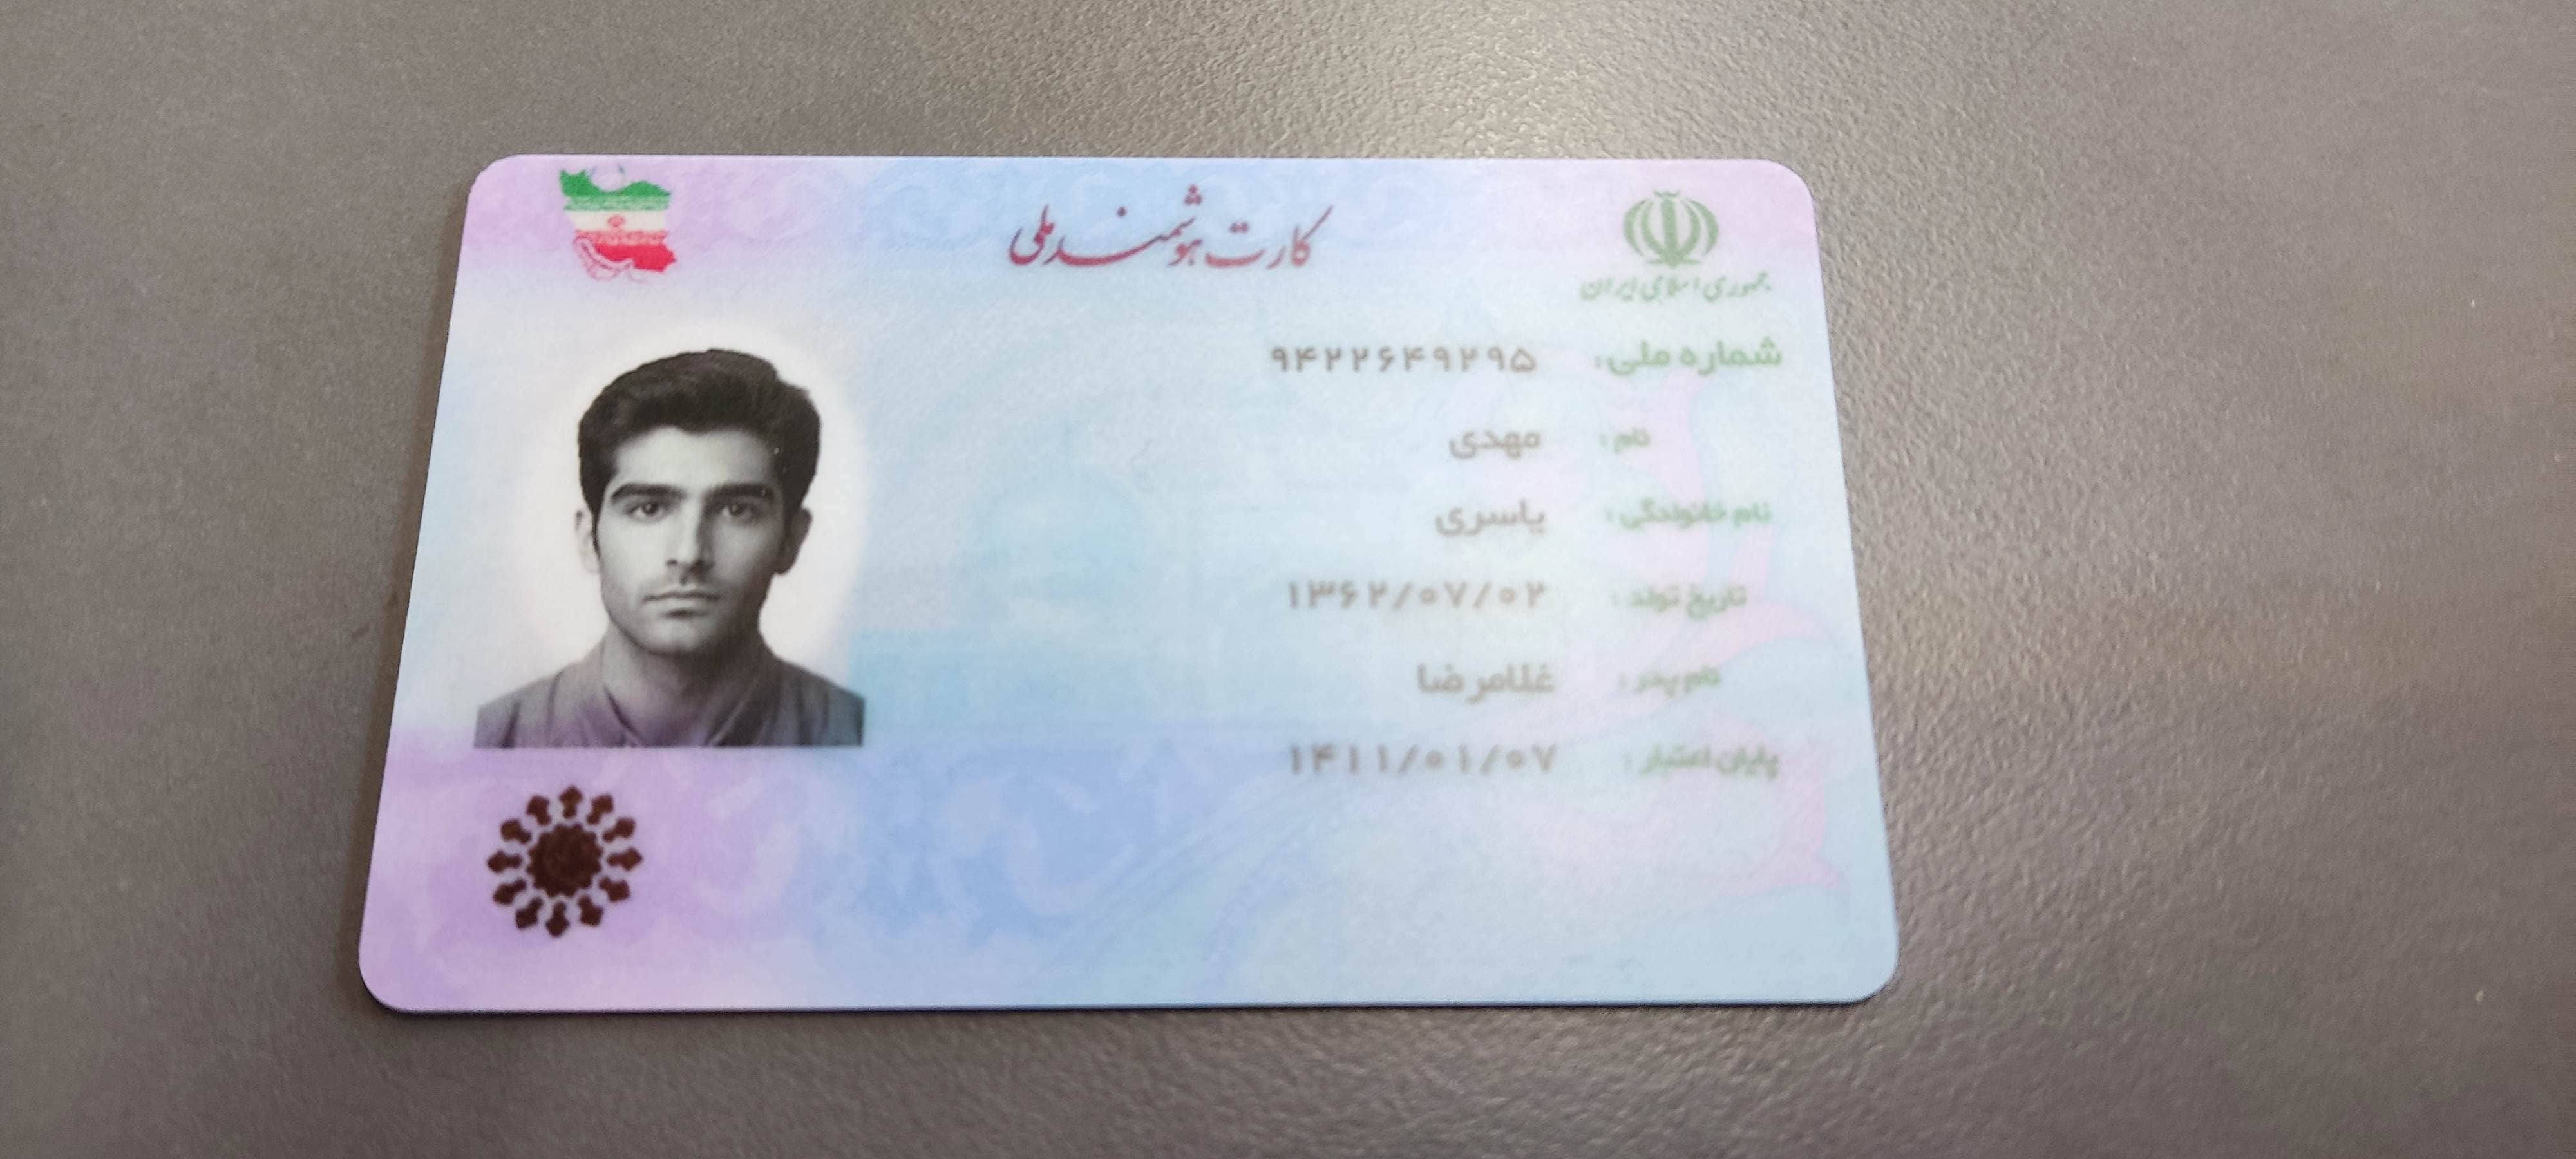 کارت هوشمند ملی
جمهوری اسلامی ایران
شماره ملی: ۹۴۲۲۶۴۹۲۹۵
نام: مهدی
نام خانوادگی: یاسری
تاریخ تولد: ۱۳۶۲/۰۷/۰۲
نام پدر: غلامرضا
پایان اعتبار: ۱۴۱۱/۰۱/۰۷